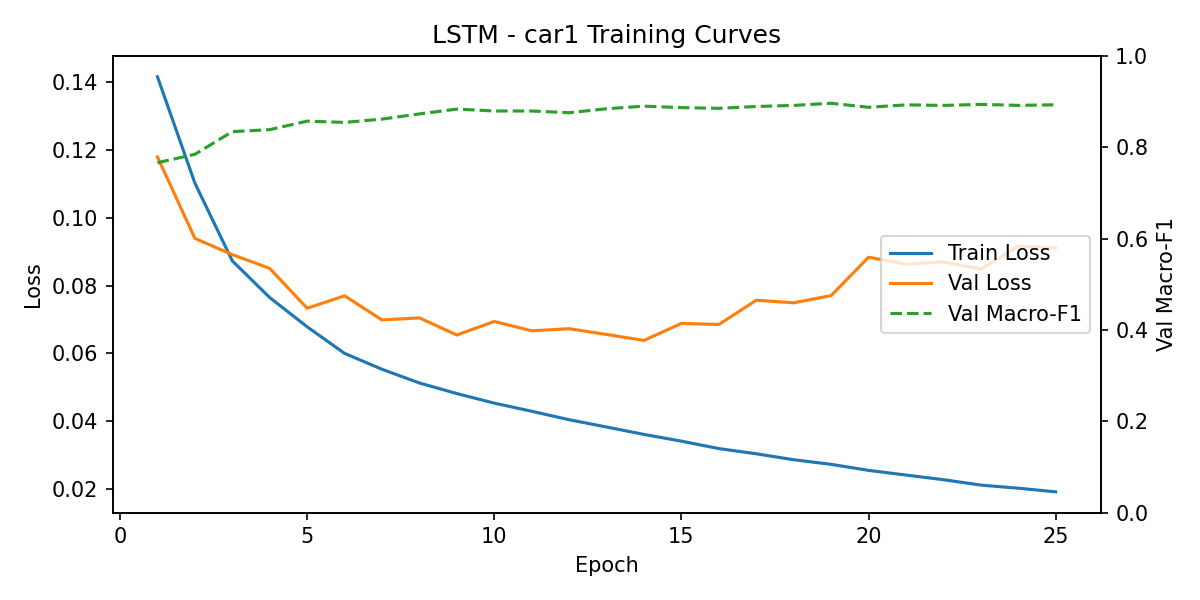 LSTM - car1 Training Curves
0.14
0.12
0.10
0.08
0.06
0.04
0.02
Loss
1.0
0.8
0.6
0.4
0.2
0.0
Val Macro-F1
Train Loss
Val Loss
Val Macro-F1
0 5 10 15 20 25
Epoch